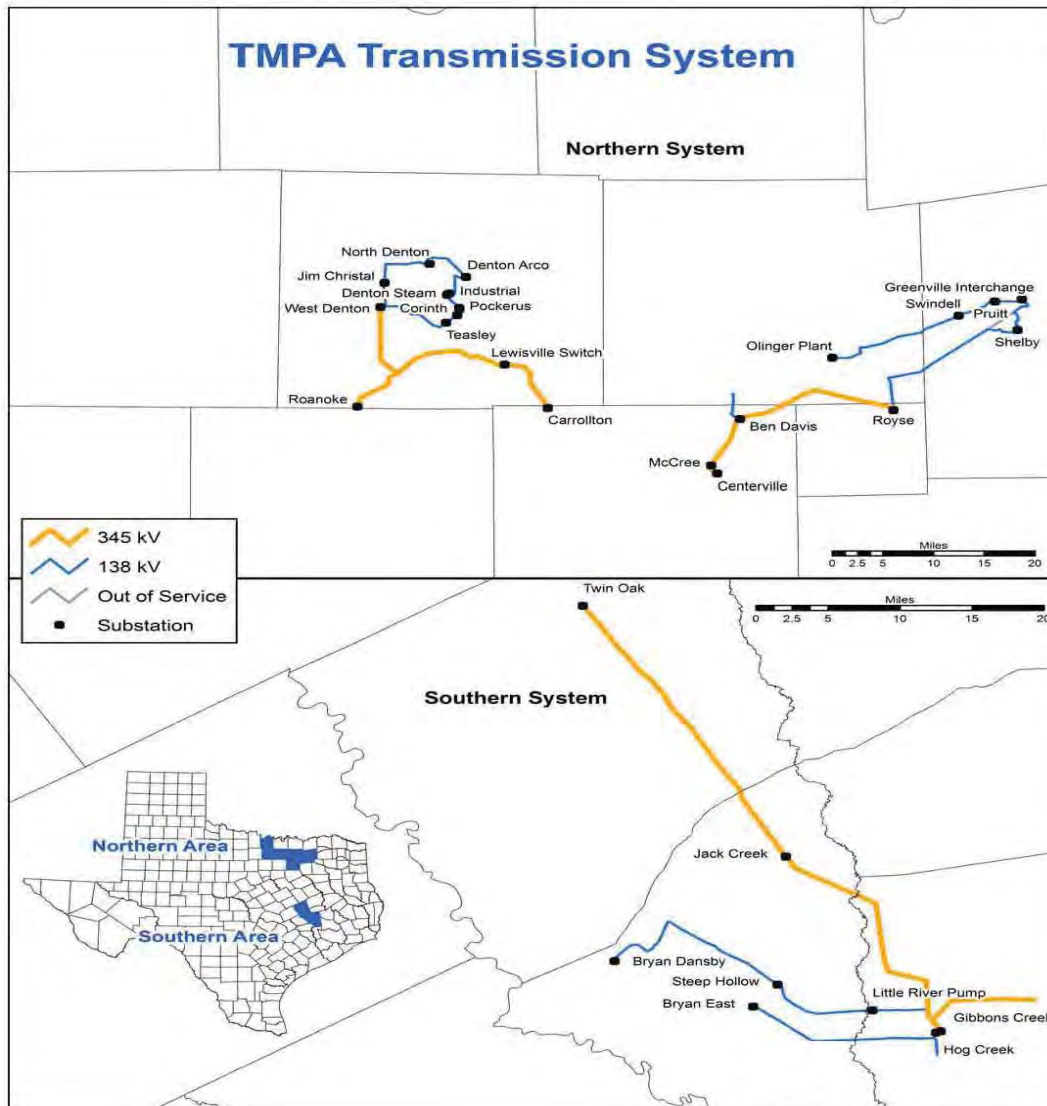 TMPA Transmission System
Northern System
North Denton
Denton Arco
Jim Christal
Denton Steam
Industrial
West Denton
Corinth
Pockerus
Teasley
Lewisville Switch
Roanoke
Carrollton
Greenville Interchange
Swindell
Pruitt
Olinger Plant
Shelby
Ben Davis
Royse
McCree
Centerville
345 kV
138 kV
Out of Service
Substation
Miles
0 2.5 5 10 15 20
Twin Oak
Miles
0 2.5 5 10 15 20
Southern System
Northern Area
Southern Area
Jack Creek
Bryan Dansby
Steep Hollow
Bryan East
Little River Pump
Gibbons Creek
Hog Creek